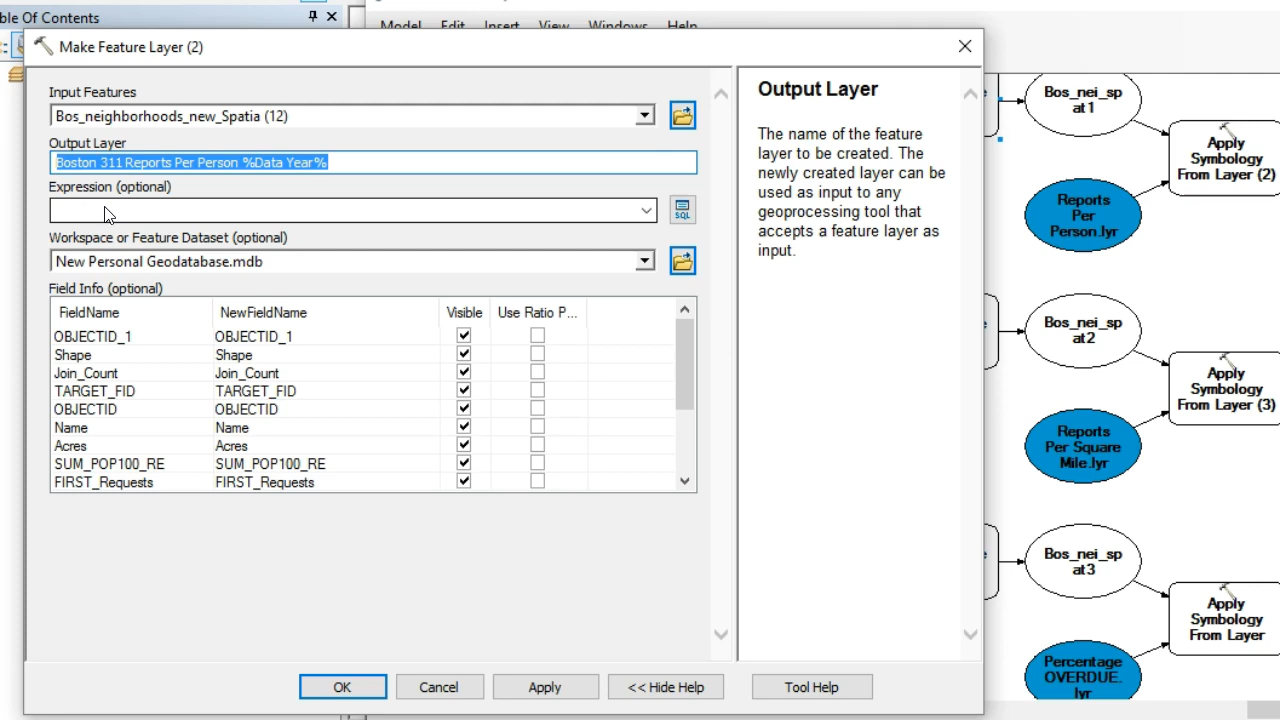 ble Of Contents
Model Edit Insert View Windows Help
Make Feature Layer (2)
Input Features
Bos_neighborhoods_new_Spatia (12)
Output Layer
Boston 311 Reports Per Person %Data Year%
Expression (optional)
SQL
Workspace or Feature Dataset (optional)
New Personal Geodatabase.mdb
Field Info (optional)
FieldName NewFieldName Visible Use Ratio P...
OBJECTID_1 OBJECTID_1
Shape Shape
Join_Count Join_Count
TARGET_FID TARGET_FID
OBJECTID OBJECTID
Name Name
Acres Acres
SUM_POP100_RE SUM_POP100_RE
FIRST_Requests FIRST_Requests
OK Cancel Apply << Hide Help Tool Help
Output Layer
The name of the feature
layer to be created. The
newly created layer can be
used as input to any
geoprocessing tool that
accepts a feature layer as
input.
Bos_nei_sp
at1
Apply
Symbology
From Layer (2)
Reports
Per
Person.lyr
Bos_nei_sp
at2
Apply
Symbology
From Layer (3)
Reports
Per Square
Mile.lyr
Bos_nei_sp
at3
Apply
Symbology
From Layer
Percentage
OVERDUE.
lyr